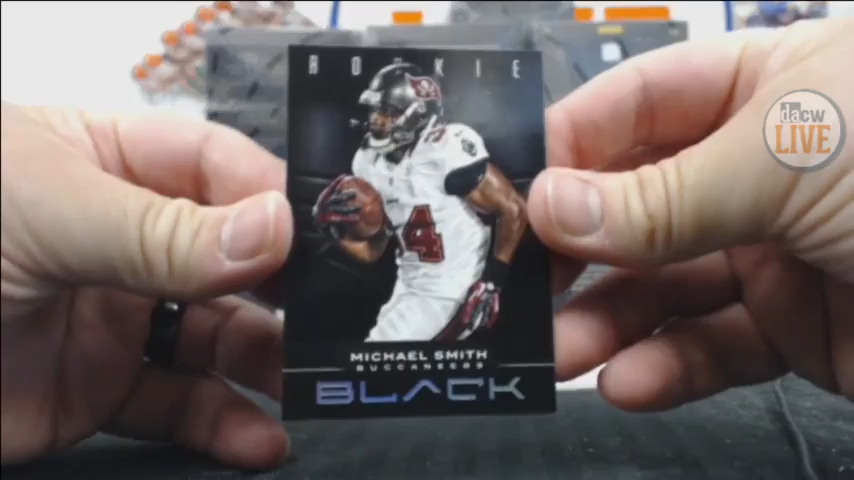 ROOKIE
dacw
LIVE
34
MICHAEL SMITH
BUCCANEERS
BLACK